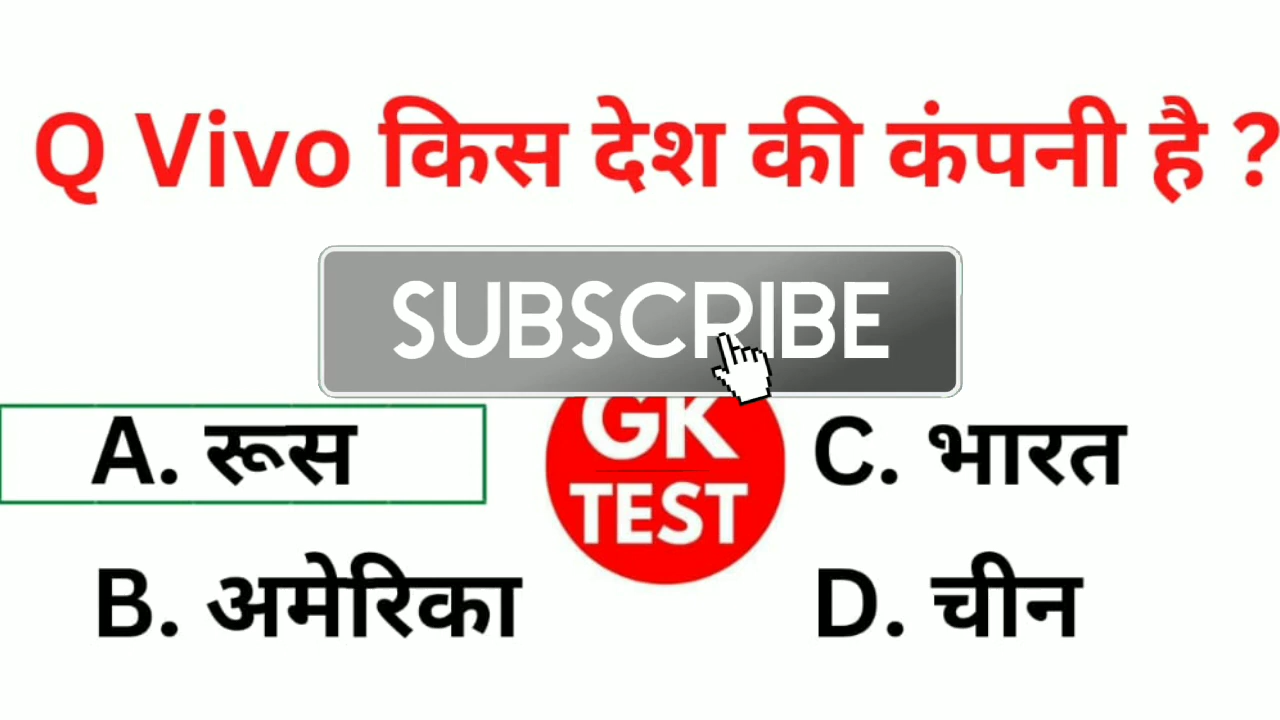 Q Vivo किस देश की कंपनी है ?
SUBSCRIBE
GK
TEST
A. रूस
C. भारत
B. अमेरिका
D. चीन